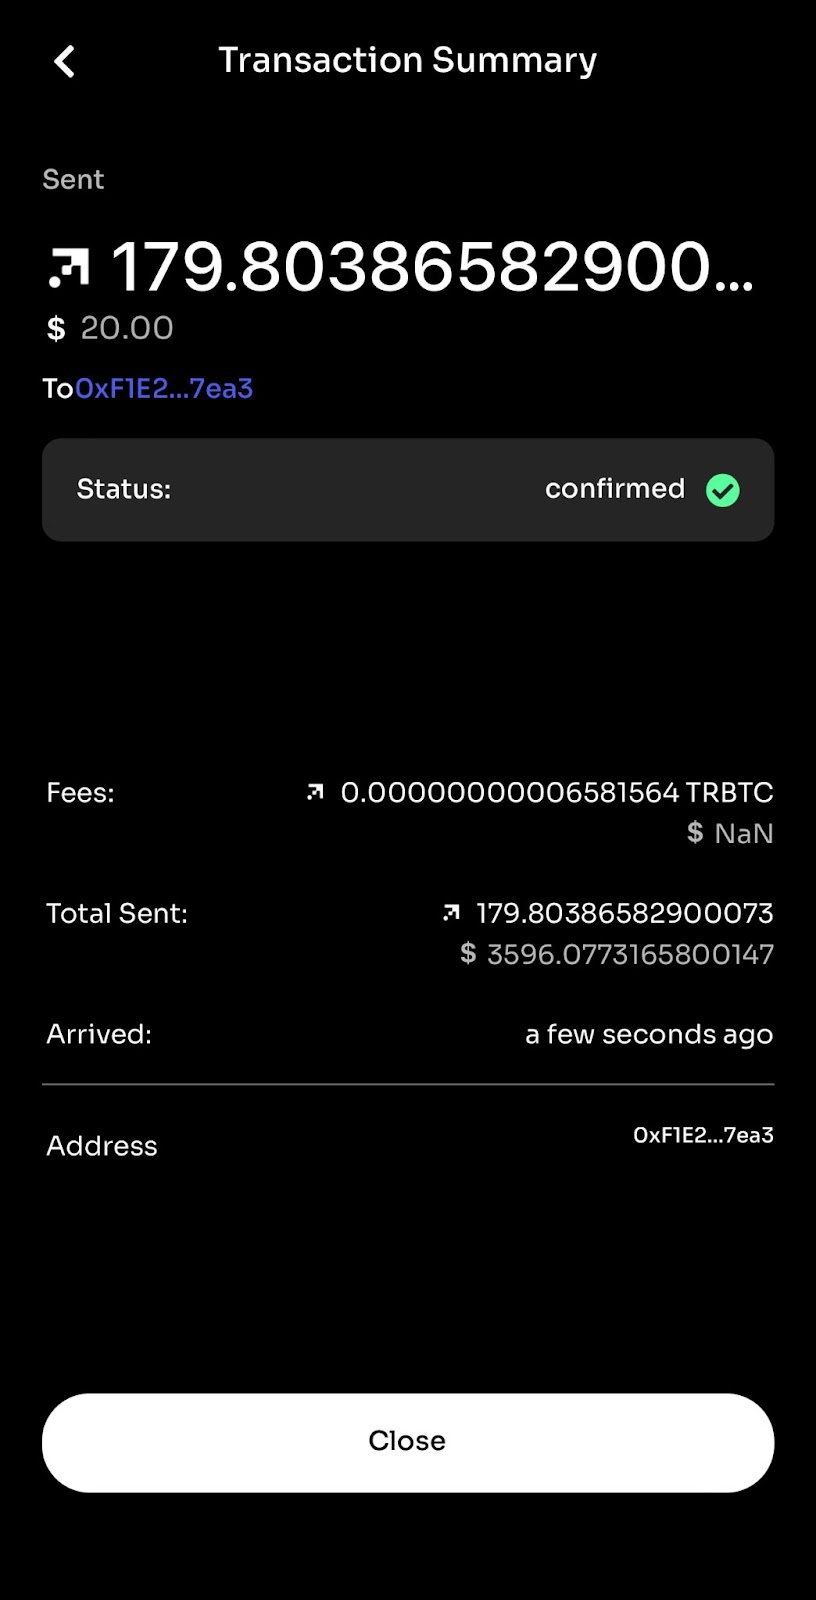 Transaction Summary
Sent
179.80386582900...
$ 20.00
To0xF1E2...7ea3
Status: confirmed
Fees: 0.00000000006581564 TRBTC
$ NaN
Total Sent: 179.80386582900073
$ 3596.0773165800147
Arrived: a few seconds ago
Address 0xF1E2...7ea3
Close